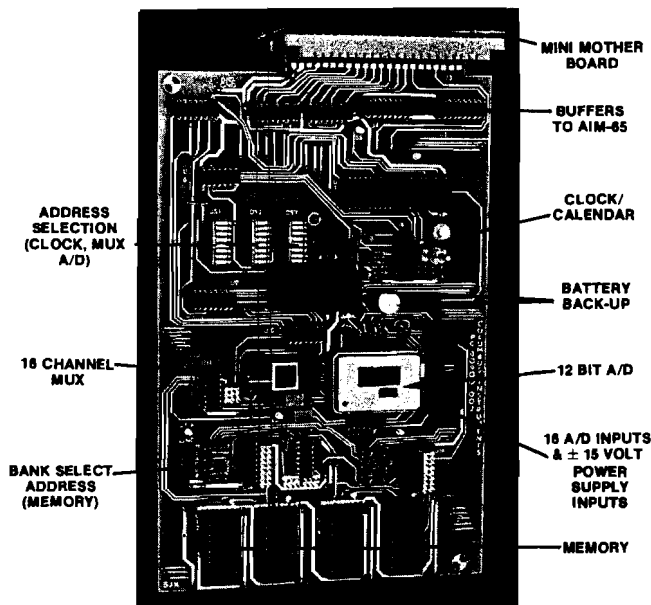 MINI MOTHER
BOARD
BUFFERS
TO AIM-65
CLOCK/
CALENDAR
BATTERY
BACK-UP
12 BIT A/D
16 A/D INPUTS
& ± 15 VOLT
POWER
SUPPLY
INPUTS
MEMORY
ADDRESS
SELECTION
(CLOCK, MUX
A/D)
16 CHANNEL
MUX
BANK SELECT
ADDRESS
(MEMORY)
SJK